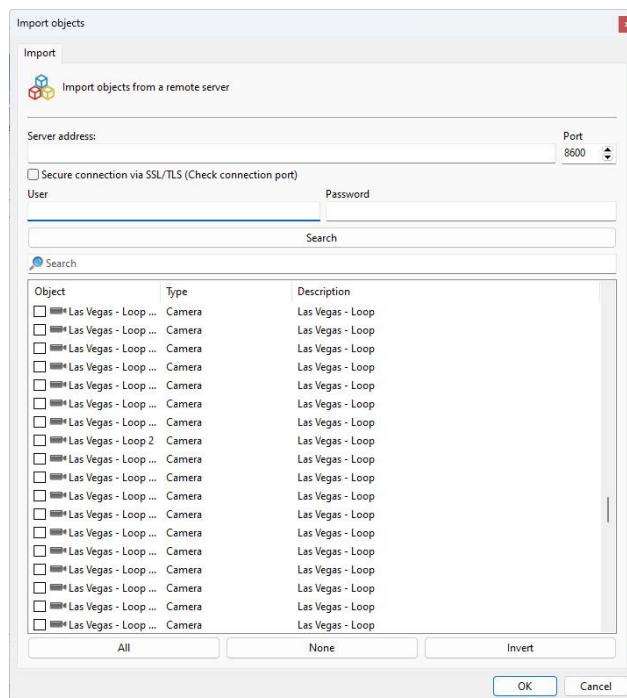 Import objects
Import
Import objects from a remote server
Server address:
Port
8600
Secure connection via SSL/TLS (Check connection port)
User
Password
Search
Search
Object Type Description
Las Vegas - Loop ... Camera Las Vegas - Loop
Las Vegas - Loop ... Camera Las Vegas - Loop
Las Vegas - Loop ... Camera Las Vegas - Loop
Las Vegas - Loop ... Camera Las Vegas - Loop
Las Vegas - Loop ... Camera Las Vegas - Loop
Las Vegas - Loop ... Camera Las Vegas - Loop
Las Vegas - Loop ... Camera Las Vegas - Loop
Las Vegas - Loop 2 Camera Las Vegas - Loop
Las Vegas - Loop ... Camera Las Vegas - Loop
Las Vegas - Loop ... Camera Las Vegas - Loop
Las Vegas - Loop ... Camera Las Vegas - Loop
Las Vegas - Loop ... Camera Las Vegas - Loop
Las Vegas - Loop ... Camera Las Vegas - Loop
Las Vegas - Loop ... Camera Las Vegas - Loop
Las Vegas - Loop ... Camera Las Vegas - Loop
Las Vegas - Loop ... Camera Las Vegas - Loop
Las Vegas - Loop ... Camera Las Vegas - Loop
Las Vegas - Loop ... Camera Las Vegas - Loop
All None Invert
OK Cancel